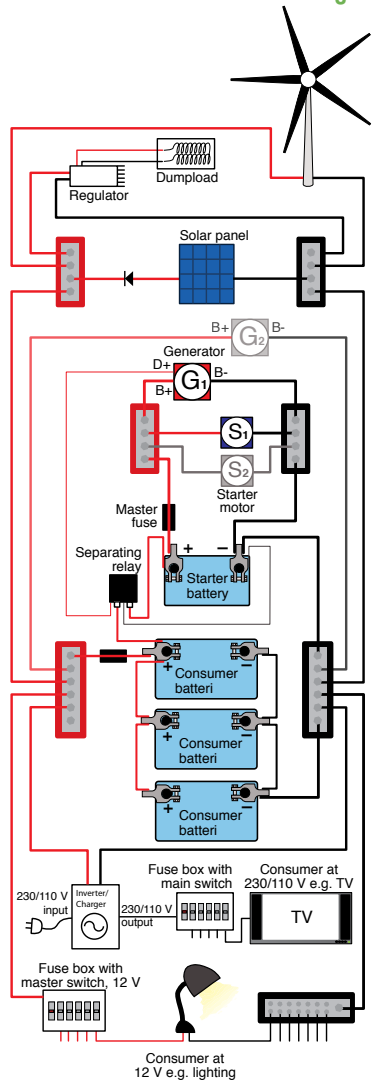 g
Dumpload
Regulator
Solar panel
B+
G2
B-
Generator
D+
G1
B-
B+
S1
S2
Starter
motor
Master
fuse
Separating
relay
+
–
Starter
battery
Consumer
batteri
+
–
Consumer
batteri
+
–
Consumer
batteri
+
–
Inverter/
Charger
230/110 V
input
230/110 V
output
Fuse box with
main switch
Consumer at
230/110 V e.g. TV
TV
Fuse box with
master switch, 12 V
Consumer at
12 V e.g. lighting